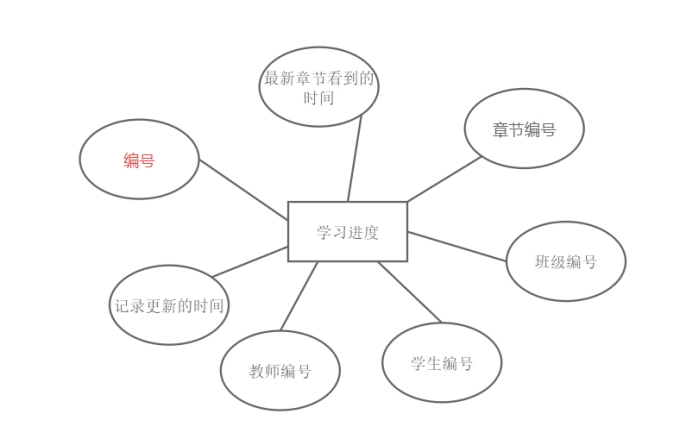 最新章节看到的
时间
章节编号
编号
学习进度
班级编号
记录更新的时间
教师编号
学生编号